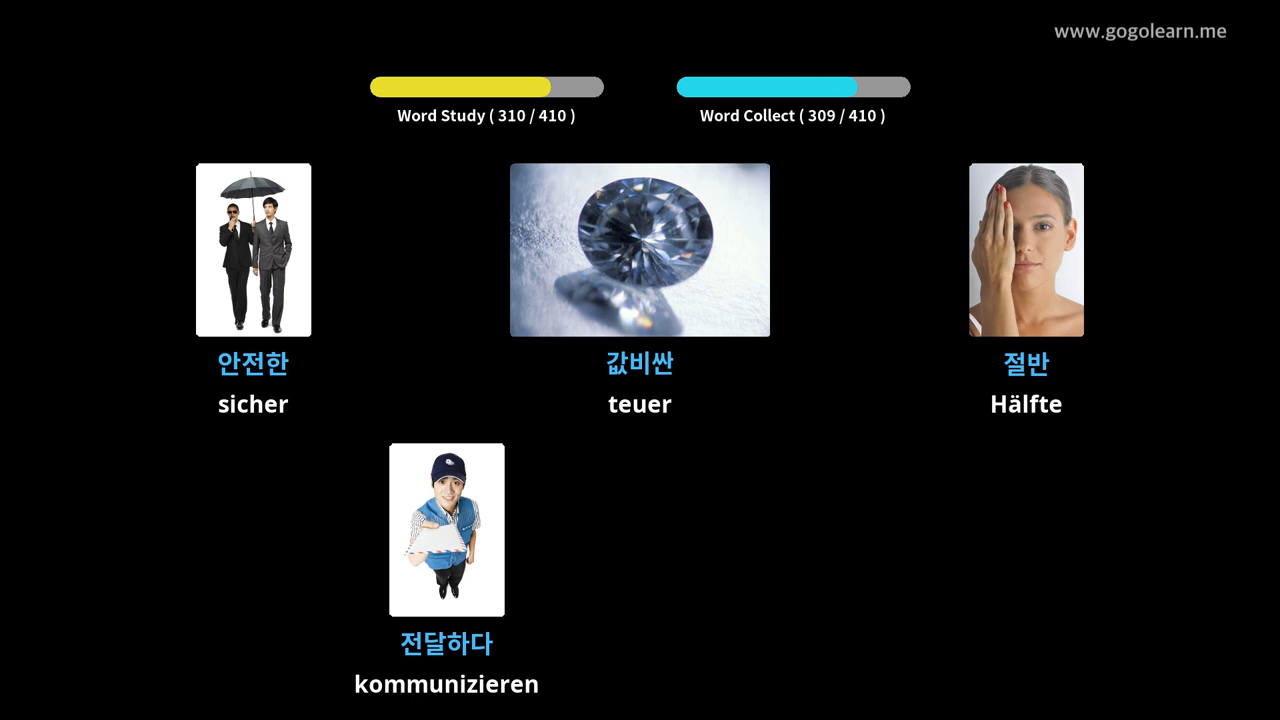 www.gogolearn.me
Word Study ( 310 / 410 )
Word Collect ( 309 / 410 )
안전한
sicher
값비싼
teuer
절반
Hälfte
전달하다
kommunizieren